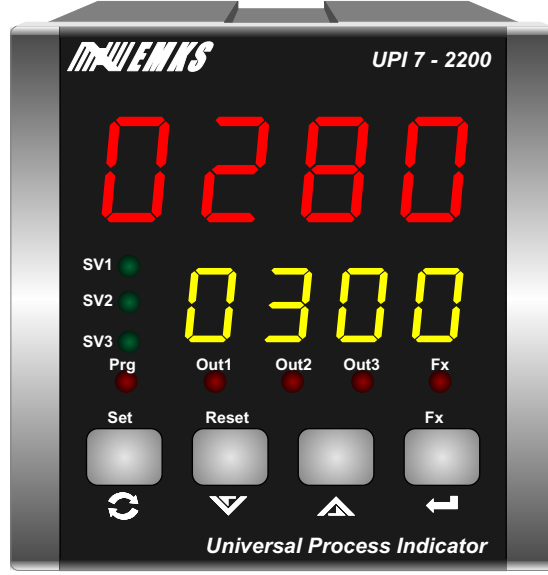 EMKS
UPI 7 - 2200
0280
SV1
0300
SV2
SV3
Prg Out1 Out2 Out3 Fx
Set Reset Fx
Universal Process Indicator